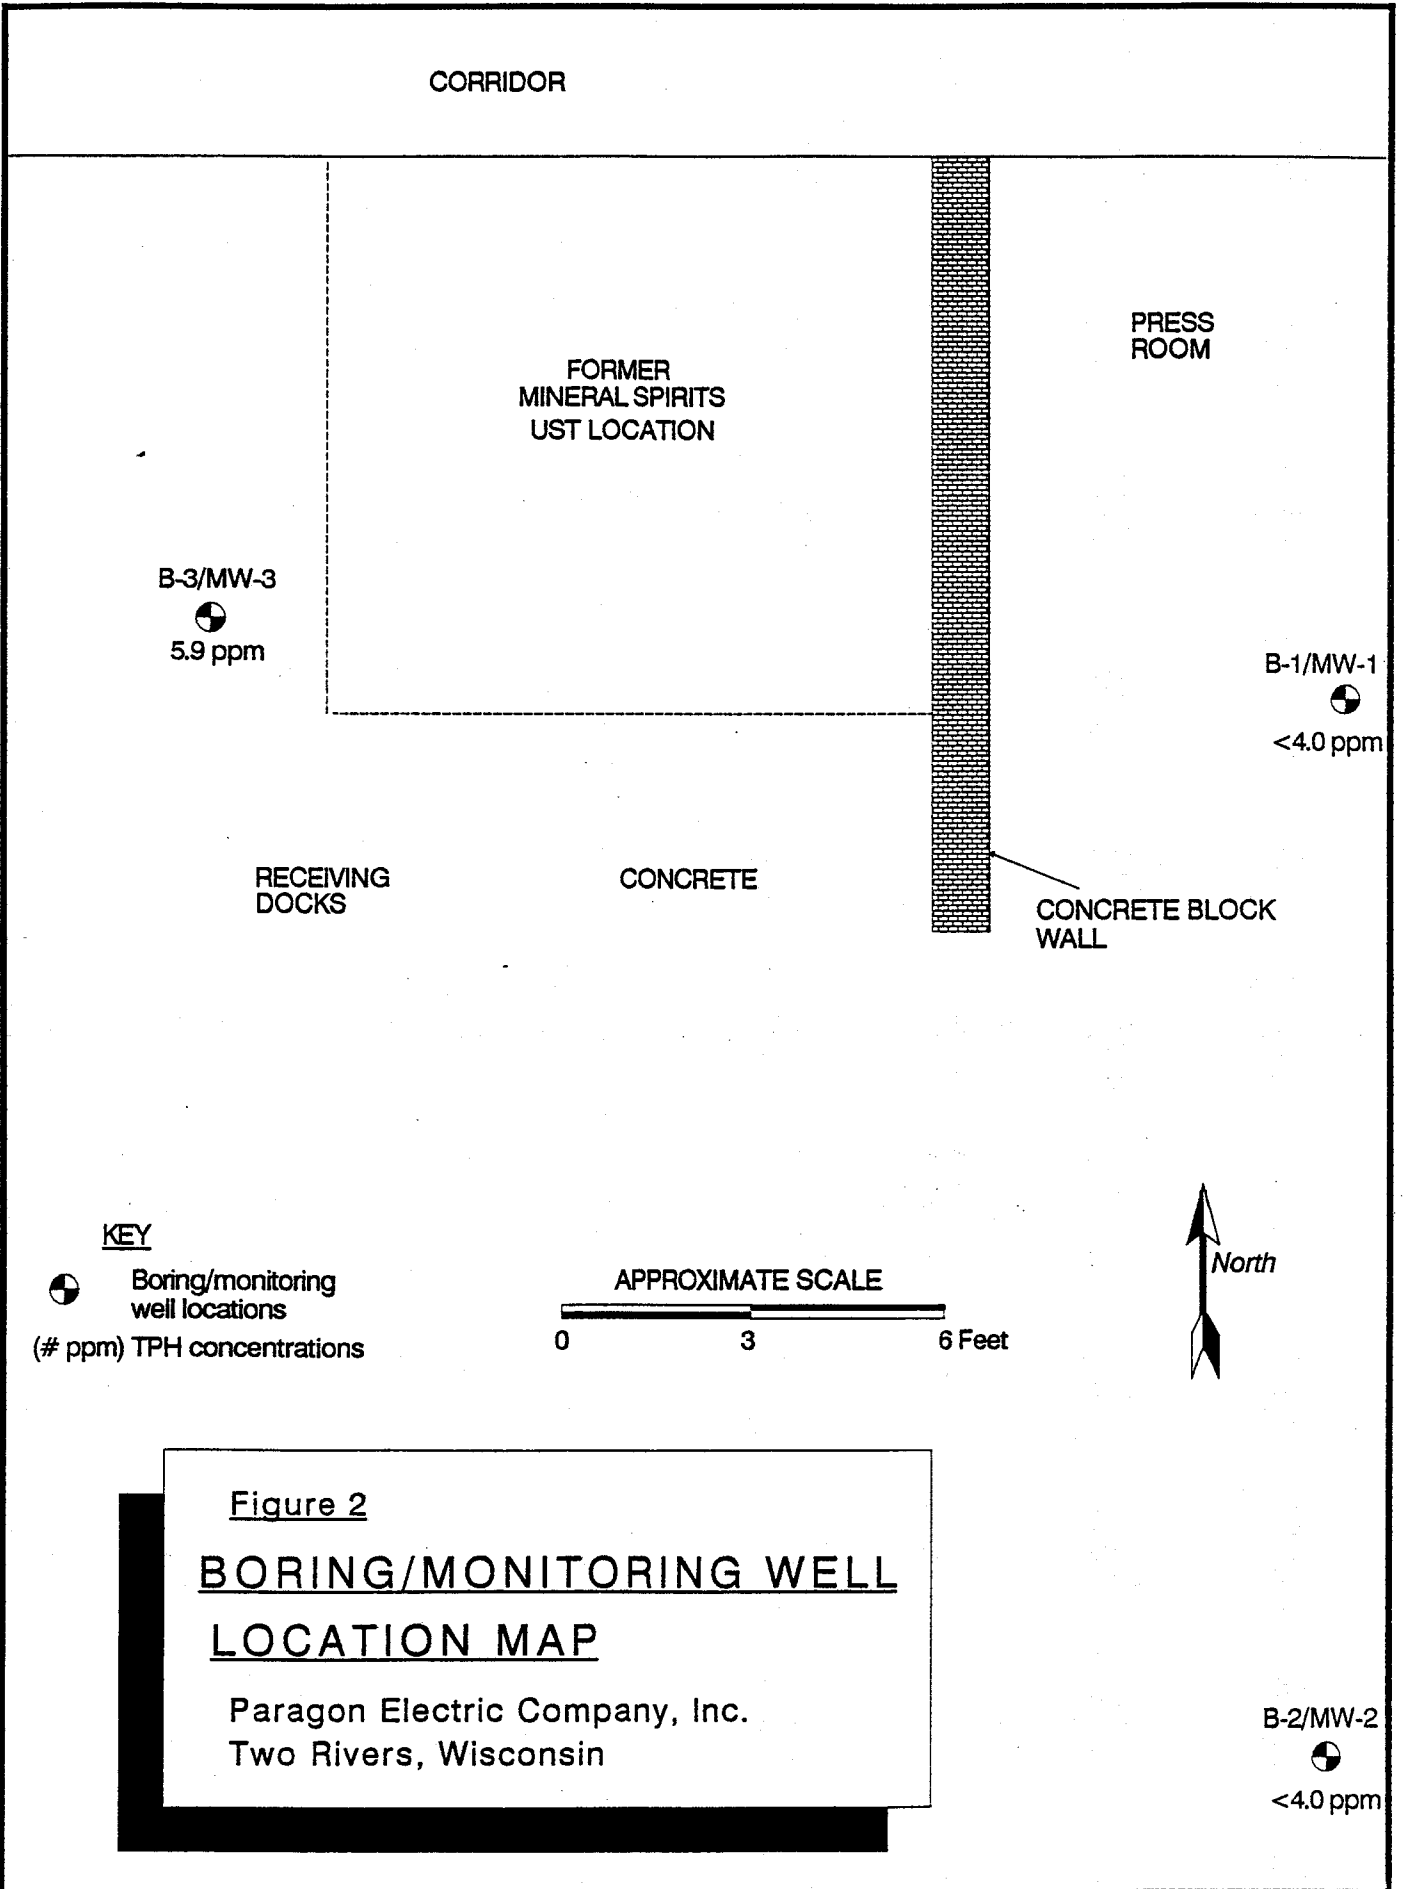 CORRIDOR
PRESS
ROOM
FORMER
MINERAL SPIRITS
UST LOCATION
B-3/MW-3
5.9 ppm
B-1/MW-1
<4.0 ppm
RECEIVING
DOCKS
CONCRETE
CONCRETE BLOCK
WALL
KEY
Boring/monitoring
well locations
(# ppm) TPH concentrations
APPROXIMATE SCALE
0 3 6 Feet
North
Figure 2
BORING/MONITORING WELL
LOCATION MAP
Paragon Electric Company, Inc.
Two Rivers, Wisconsin
B-2/MW-2
<4.0 ppm